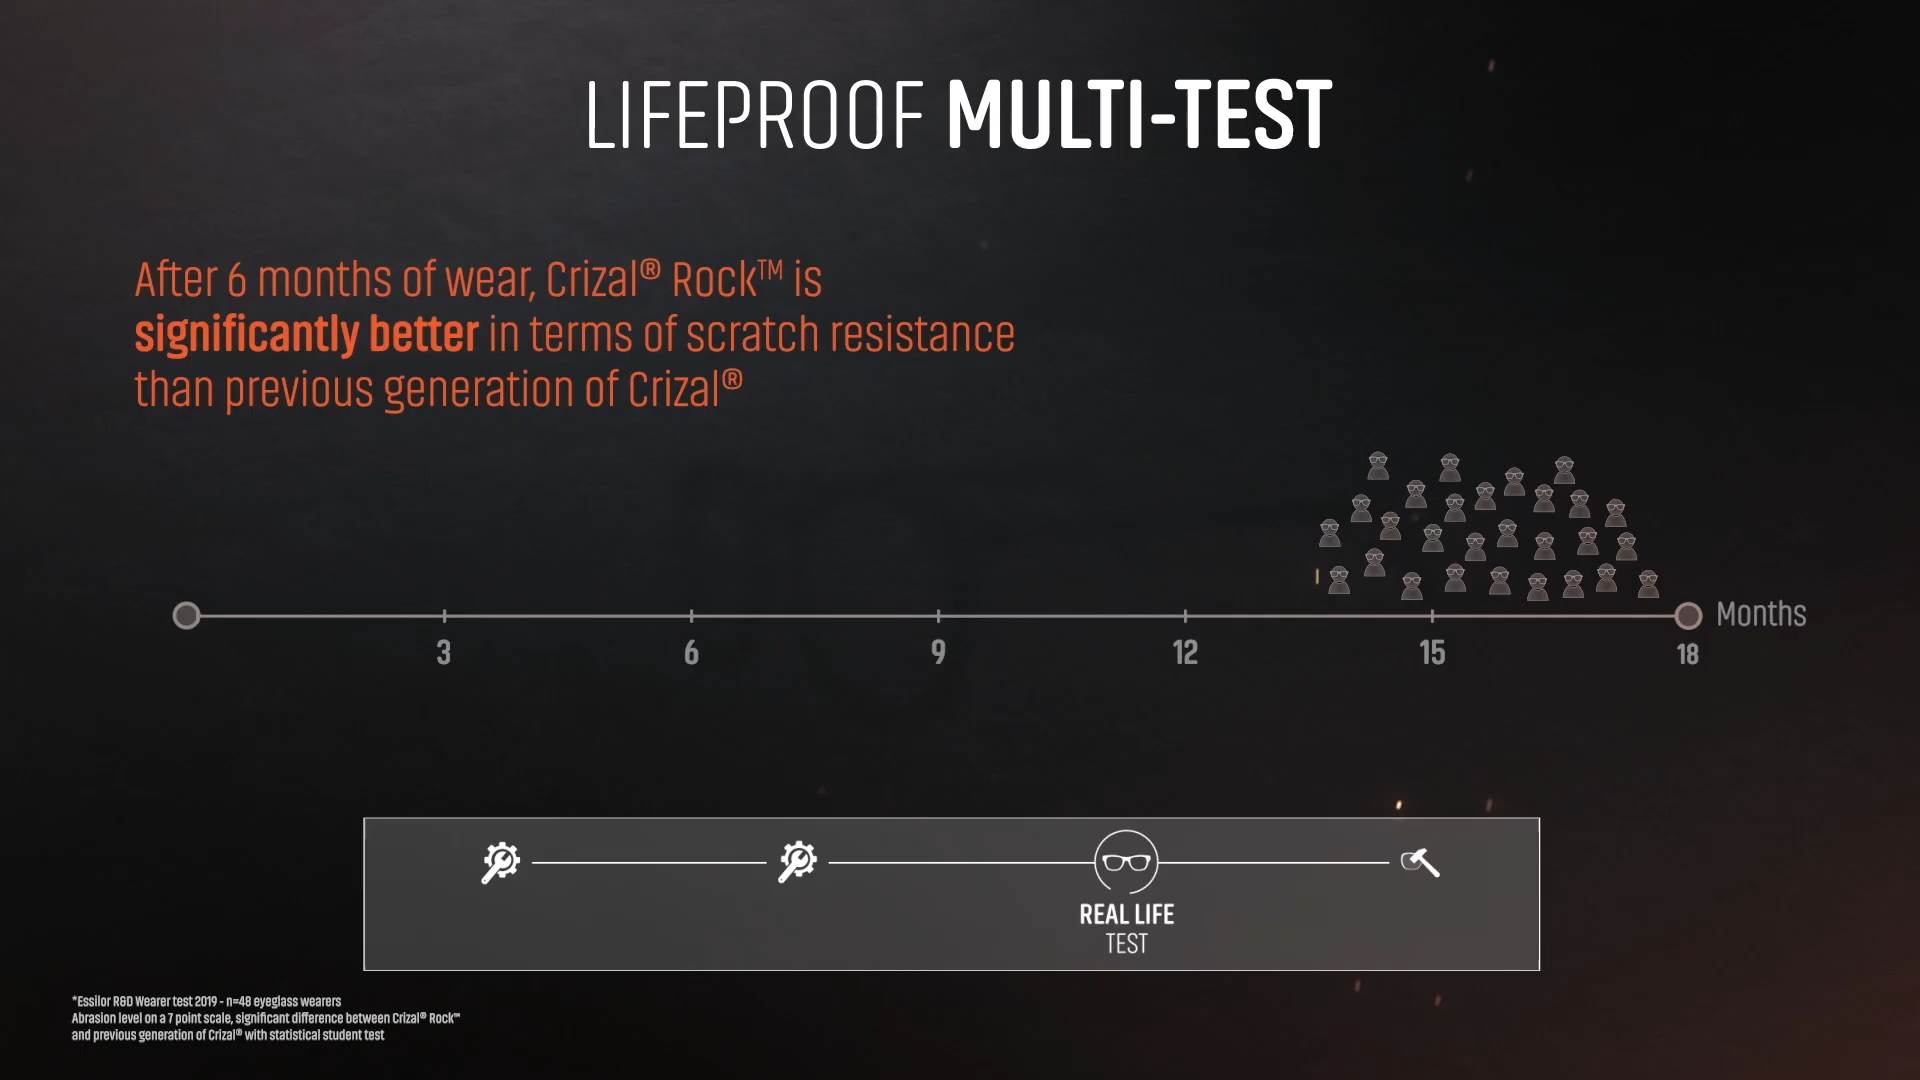 LIFEPROOF MULTI-TEST
After 6 months of wear, Crizal® Rock™ is
significantly better in terms of scratch resistance
than previous generation of Crizal®
Months
3 6 9 12 15 18
REAL LIFE
TEST
*Essilor R&D Wearer test 2019 - n=48 eyeglass wearers
Abrasion level on a 7 point scale, significant difference between Crizal® Rock™
and previous generation of Crizal® with statistical student test